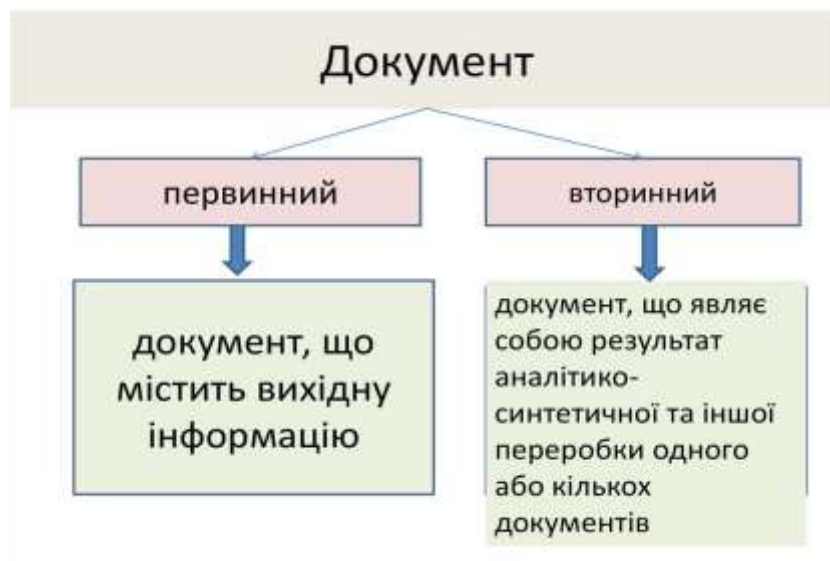 Документ
первинний
вторинний
документ, що
містить вихідну
інформацію
документ, що являє
собою результат
аналітико-
синтетичної та іншої
переробки одного
або кількох
документів